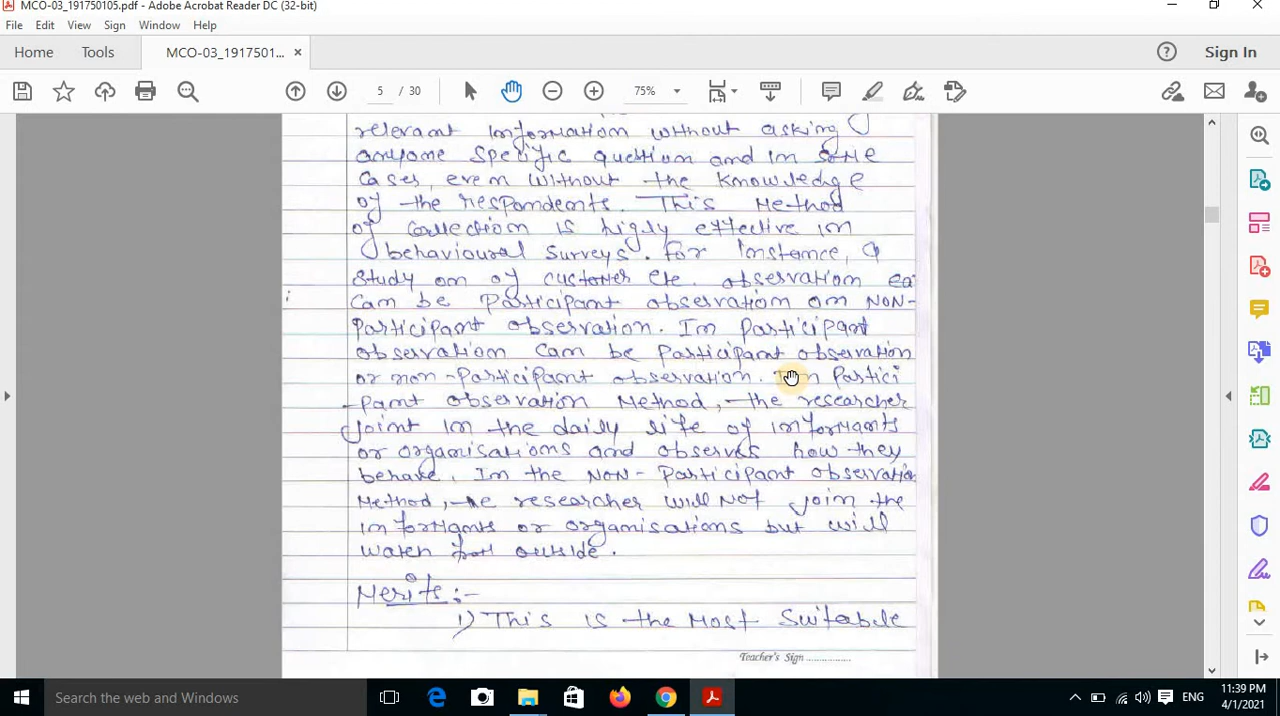 MCO-03_191750105.pdf - Adobe Acrobat Reader DC (32-bit)
File Edit View Sign Window Help
Home Tools MCO-03_1917501... × Sign In
5 / 30 75%
relevant information without asking
anyone specific question and in some
cases, even without the knowledge
of the respondents. This Method
of collection is higly effective in
behavioural surveys. For instance, a
study on of customer etc. observation ea
can be participant observation on NON-
participant observation. In participant
observation can be participant observation
or non-participant observation. In partici
-pant observation Method, the researcher
joint in the daily life of informants
or organisations and observes how they
behave. In the NON-participant observation
Method, the researcher will NOT join the
informants or organisations but will
watch outside.
Merits:-
1) This is the Most Suitable
Teacher's Sign ...............
Search the web and Windows
ENG 11:39 PM
4/1/2021